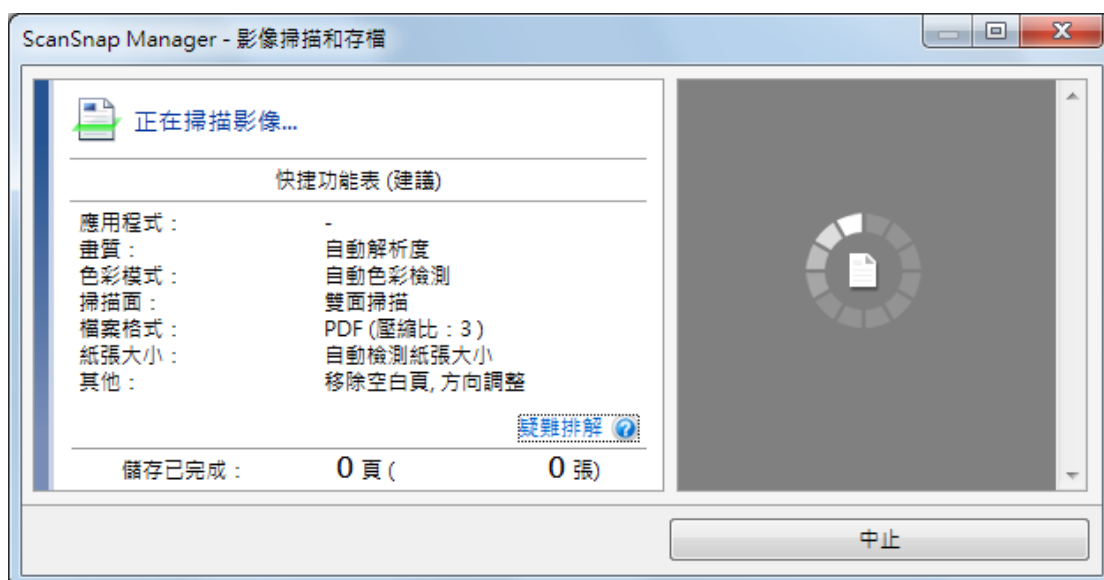 ScanSnap Manager - 影像掃描和存檔
正在掃描影像...
快捷功能表 (建議)
應用程式： -
畫質： 自動解析度
色彩模式： 自動色彩檢測
掃描面： 雙面掃描
檔案格式： PDF (壓縮比：3 )
紙張大小： 自動檢測紙張大小
其他： 移除空白頁, 方向調整
疑難排解
儲存已完成： 0 頁 ( 0 張)
中止